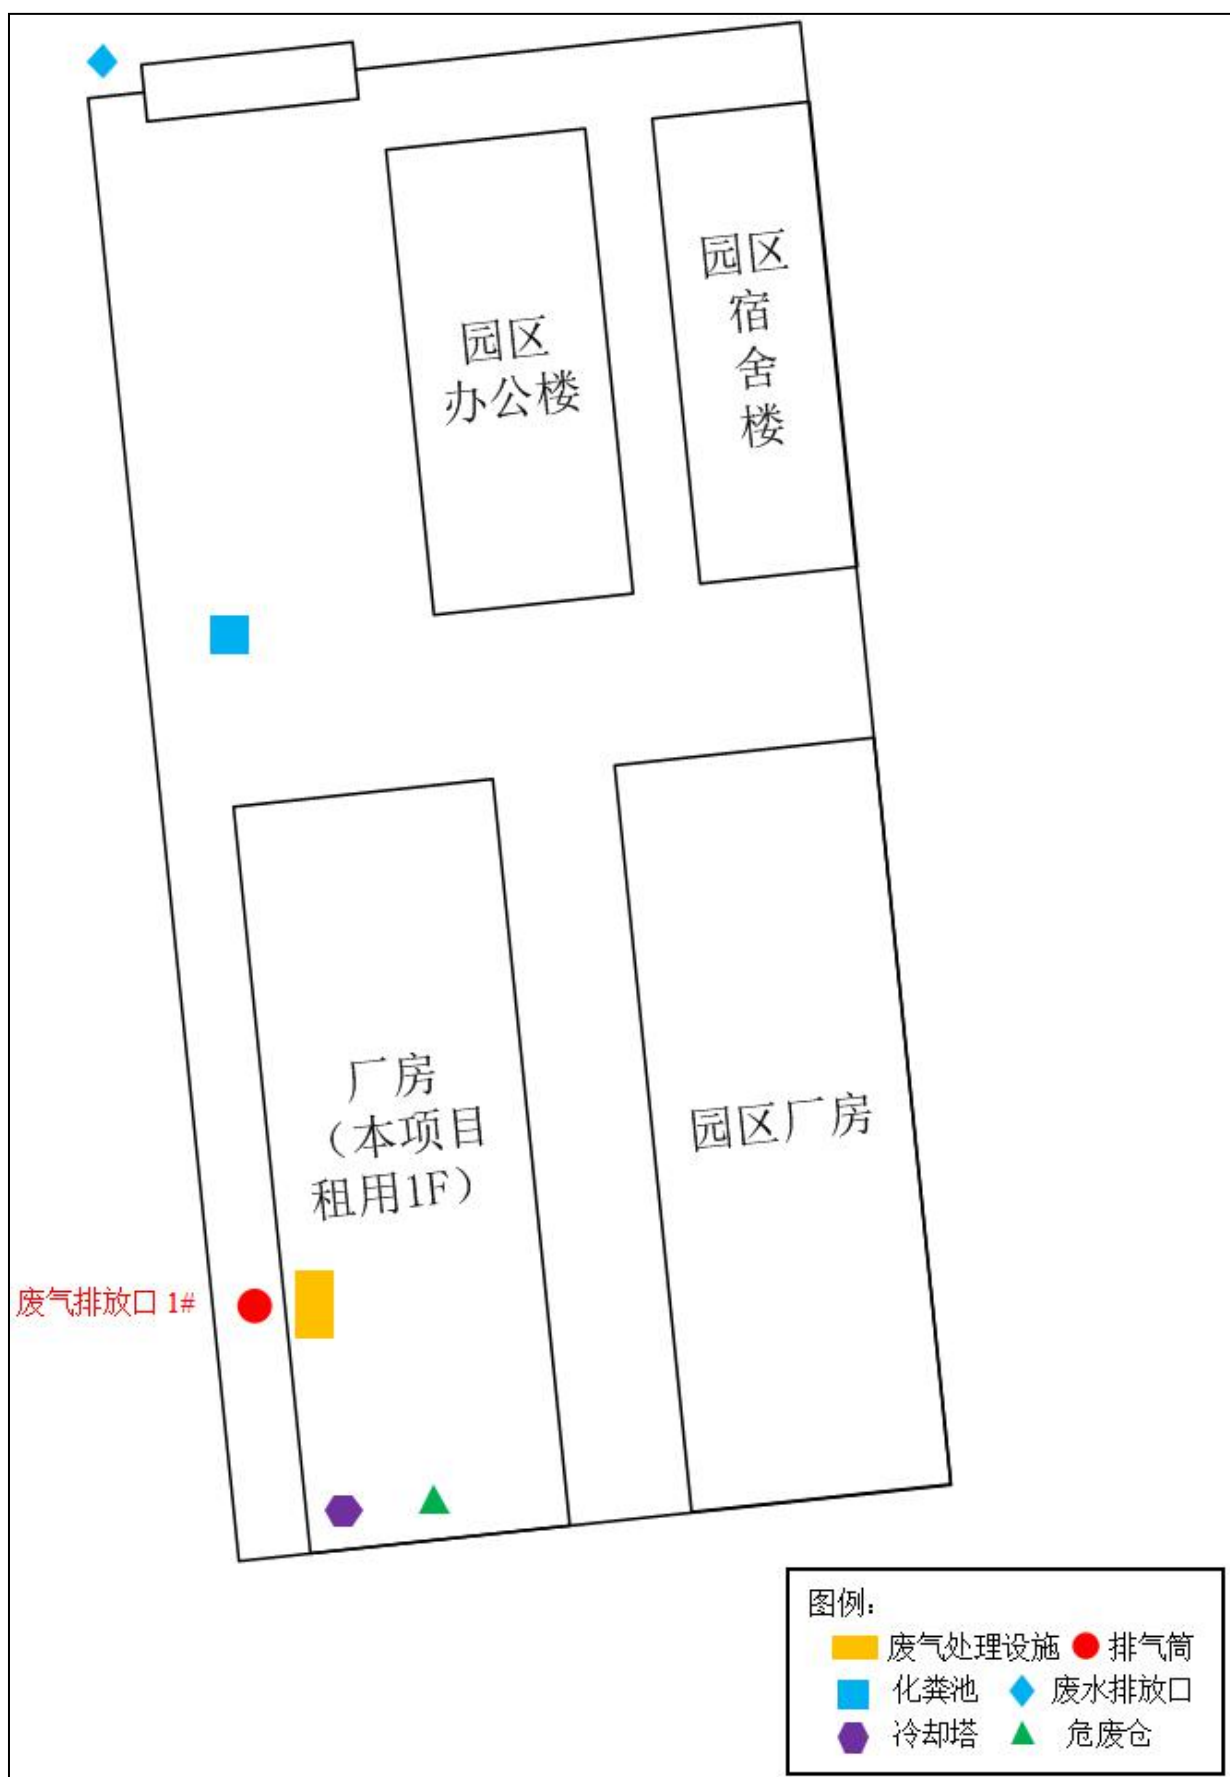 园区
宿
舍
楼
园区
办公楼
厂房
（本项目
租用1F）
园区厂房
废气排放口 1#
图例：
废气处理设施 排气筒
化粪池 废水排放口
冷却塔 危废仓